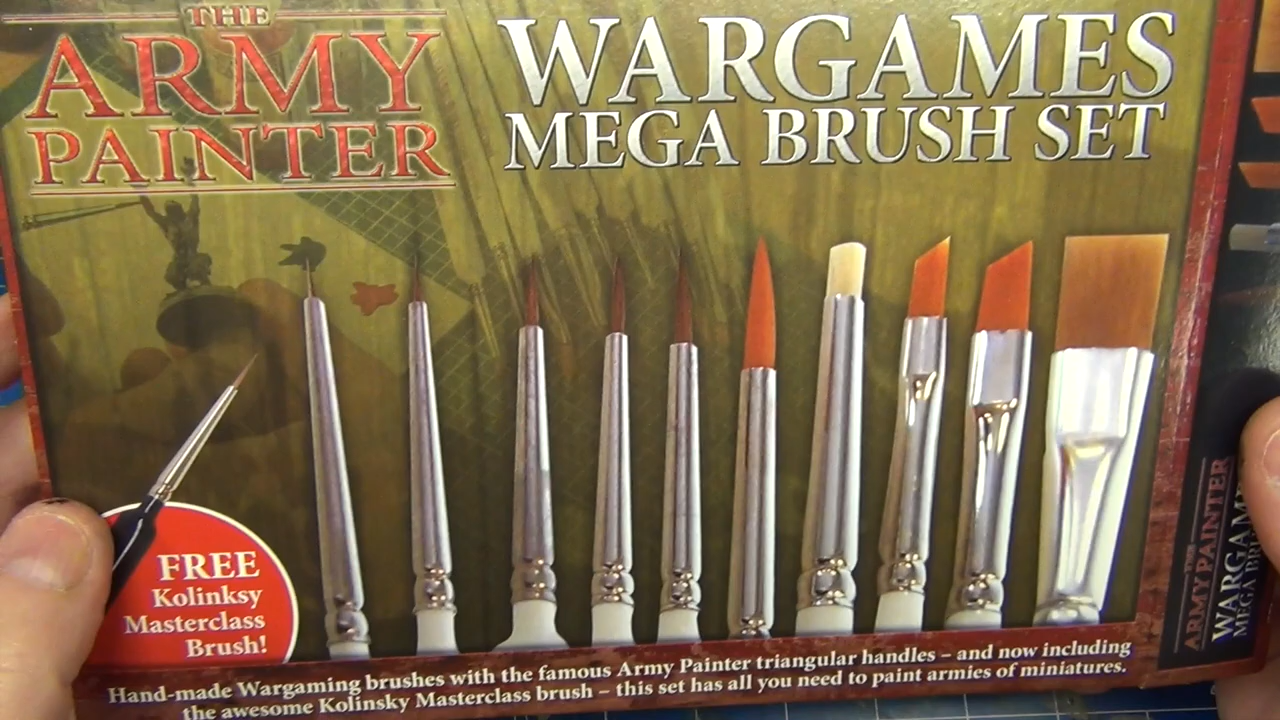 THE
ARMY
PAINTER
WARGAMES
MEGA BRUSH SET
FREE
Kolinksy
Masterclass
Brush!
Hand-made Wargaming brushes with the famous Army Painter triangular handles – and now including
the awesome Kolinsky Masterclass brush – this set has all you need to paint armies of miniatures.
THE
ARMY PAINTER
WARGAMES
MEGA BRUSH